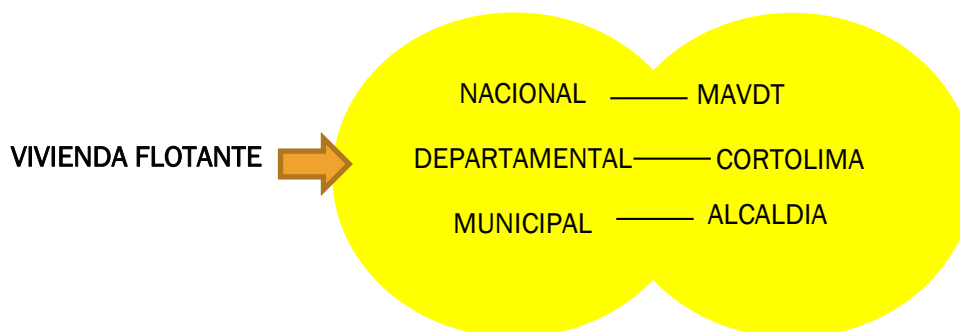 VIVIENDA FLOTANTE
NACIONAL MAVDT
DEPARTAMENTAL CORTOLIMA
MUNICIPAL ALCALDIA